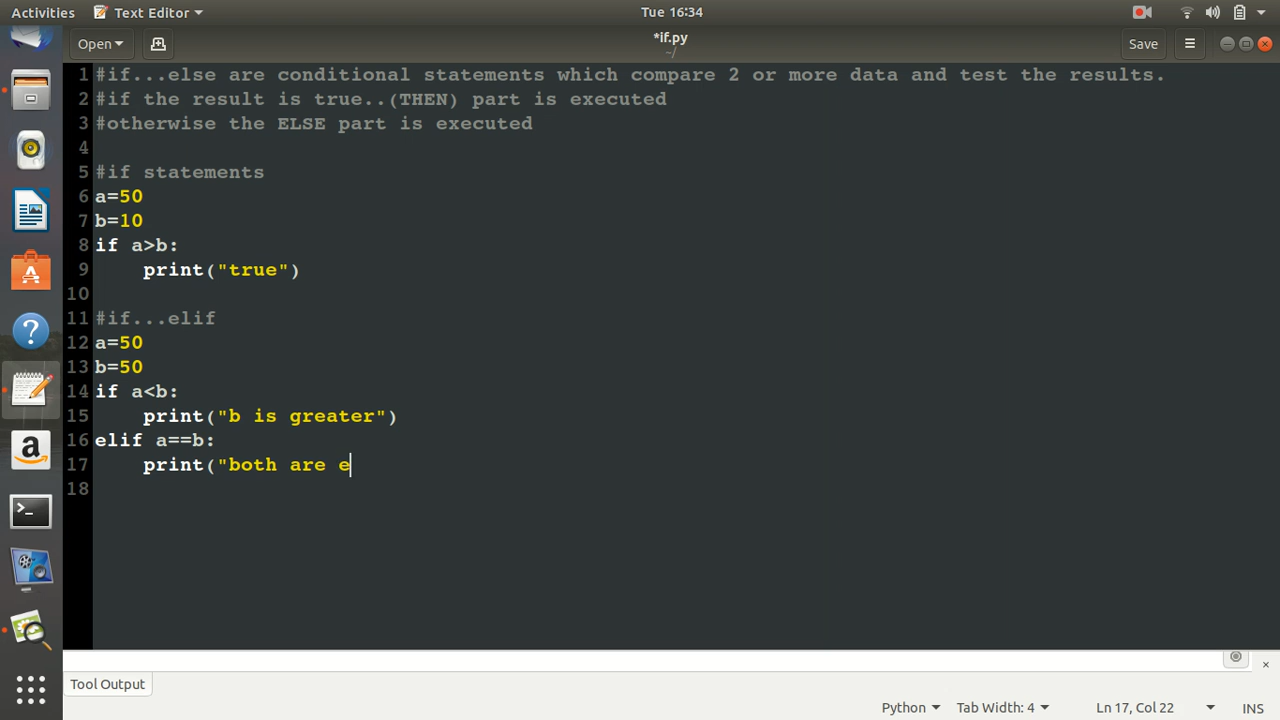 Activities Text Editor Tue 16:34
Open *if.py Save
~/
1 #if...else are conditional statements which compare 2 or more data and test the results.
2 #if the result is true..(THEN) part is executed
3 #otherwise the ELSE part is executed
4
5 #if statements
6 a=50
7 b=10
8 if a>b:
9     print("true")
10
11 #if...elif
12 a=50
13 b=50
14 if a<b:
15     print("b is greater")
16 elif a==b:
17     print("both are e
18
Tool Output
Python Tab Width: 4 Ln 17, Col 22 INS